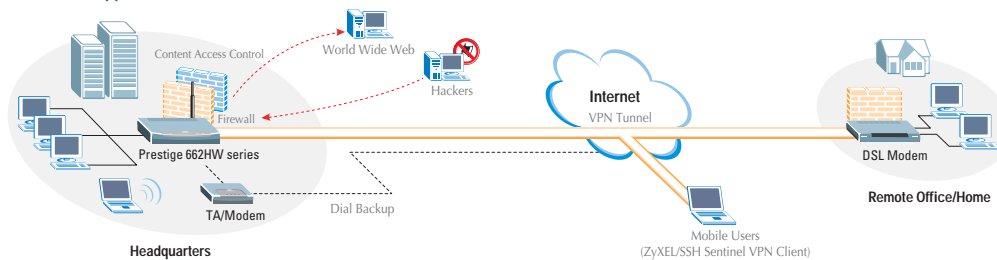 World Wide Web
Content Access Control
Hackers
Firewall
Internet
VPN Tunnel
Prestige 662HW series
DSL Modem
TA/Modem
Dial Backup
Remote Office/Home
Mobile Users
(ZyXEL/SSH Sentinel VPN Client)
Headquarters